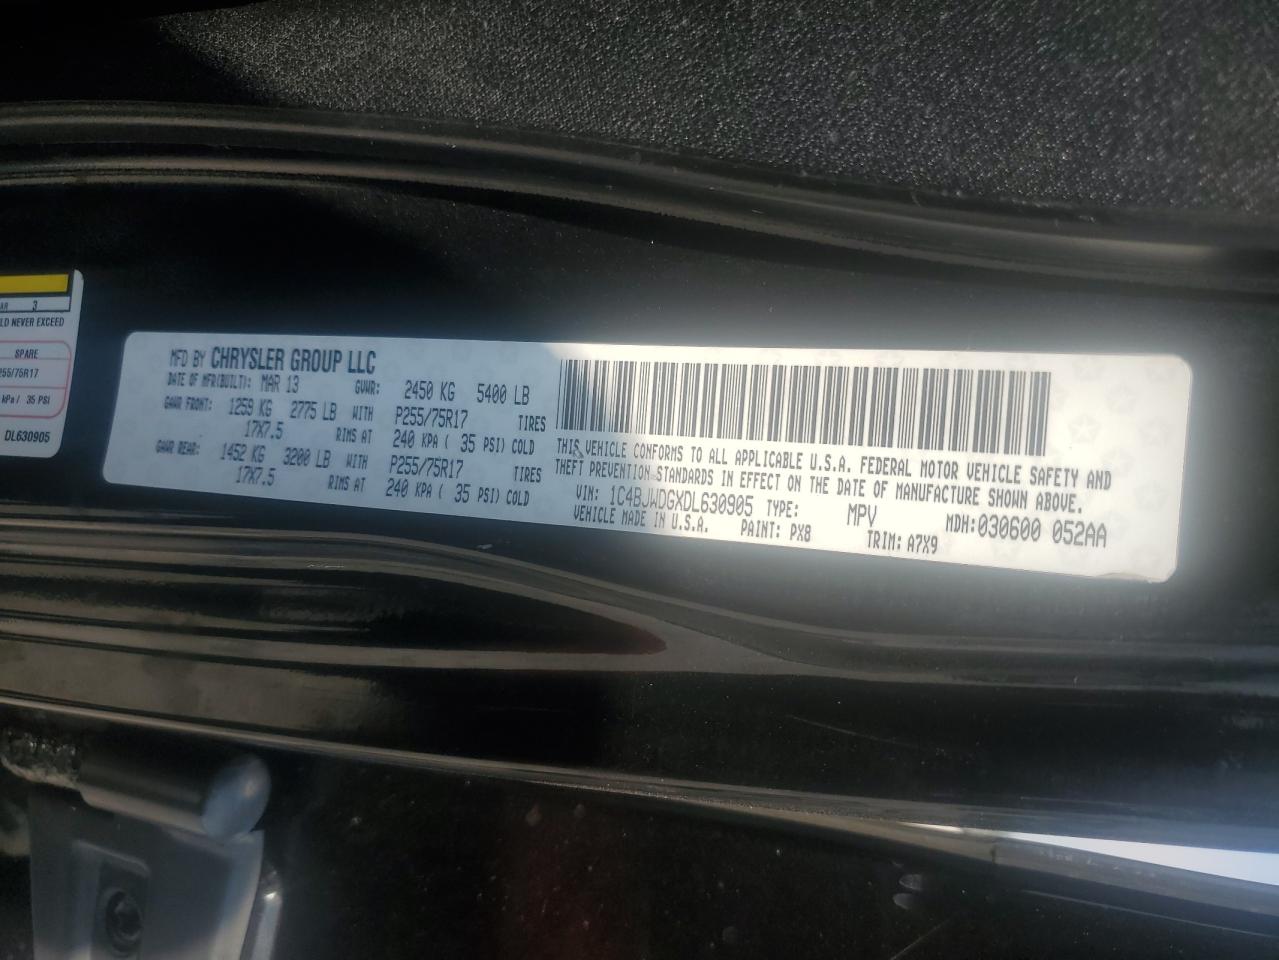 AR 3
LD NEVER EXCEED
SPARE
255/75R17
kPa / 35 PSI
DL630905
MFD BY CHRYSLER GROUP LLC
DATE OF MFR(BUILT): MAR 13 GVWR: 2450 KG 5400 LB
GAWR FRONT: 1259 KG 2775 LB WITH P255/75R17 TIRES
17X7.5 RIMS AT 240 KPA ( 35 PSI) COLD
GAWR REAR: 1452 KG 3200 LB WITH P255/75R17 TIRES
17X7.5 RIMS AT 240 KPA ( 35 PSI) COLD
THIS VEHICLE CONFORMS TO ALL APPLICABLE U.S.A. FEDERAL MOTOR VEHICLE SAFETY AND
THEFT PREVENTION STANDARDS IN EFFECT ON THE DATE OF MANUFACTURE SHOWN ABOVE.
VIN: 1C4BJWDGXDL630905 TYPE: MPV MDH:030600 052AA
VEHICLE MADE IN U.S.A. PAINT: PX8 TRIM: A7X9